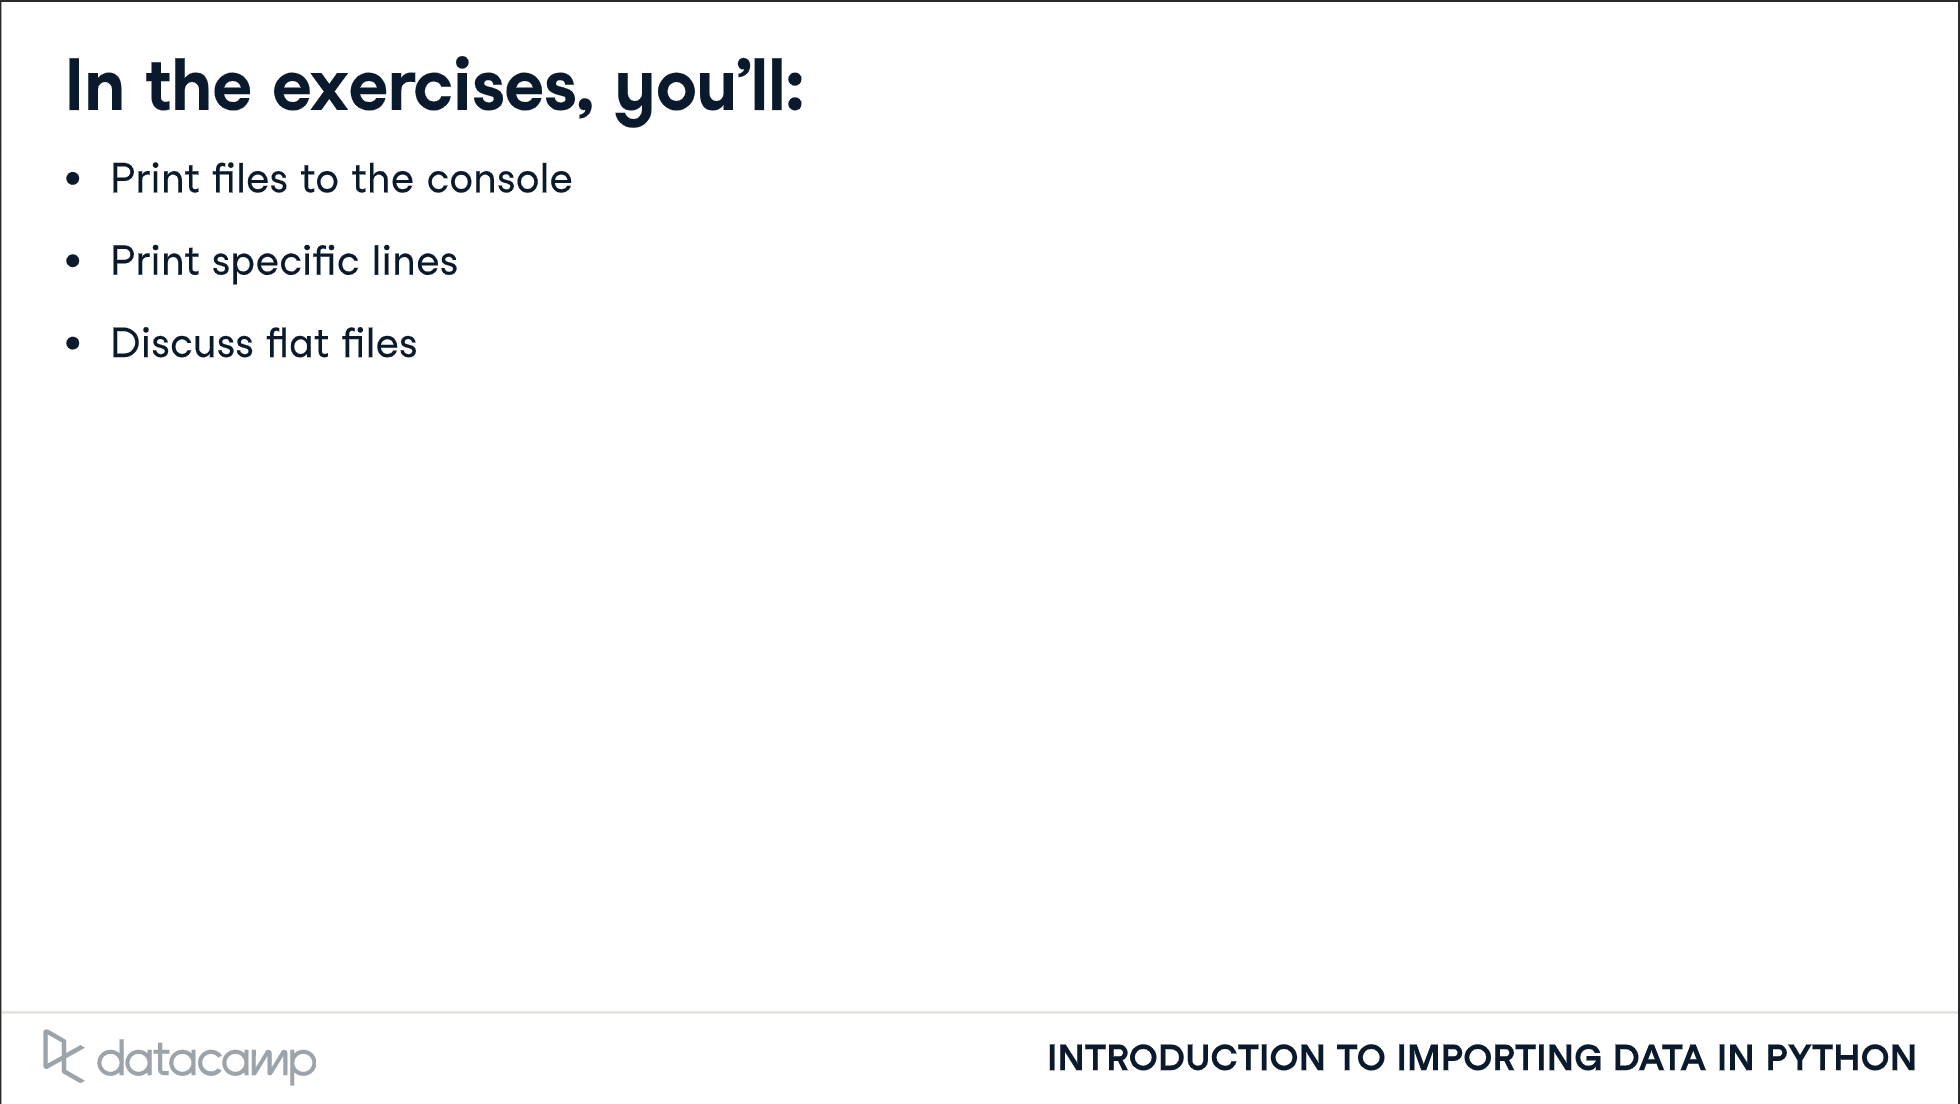 In the exercises, you’ll:
• Print files to the console
• Print specific lines
• Discuss flat files
datacamp
INTRODUCTION TO IMPORTING DATA IN PYTHON